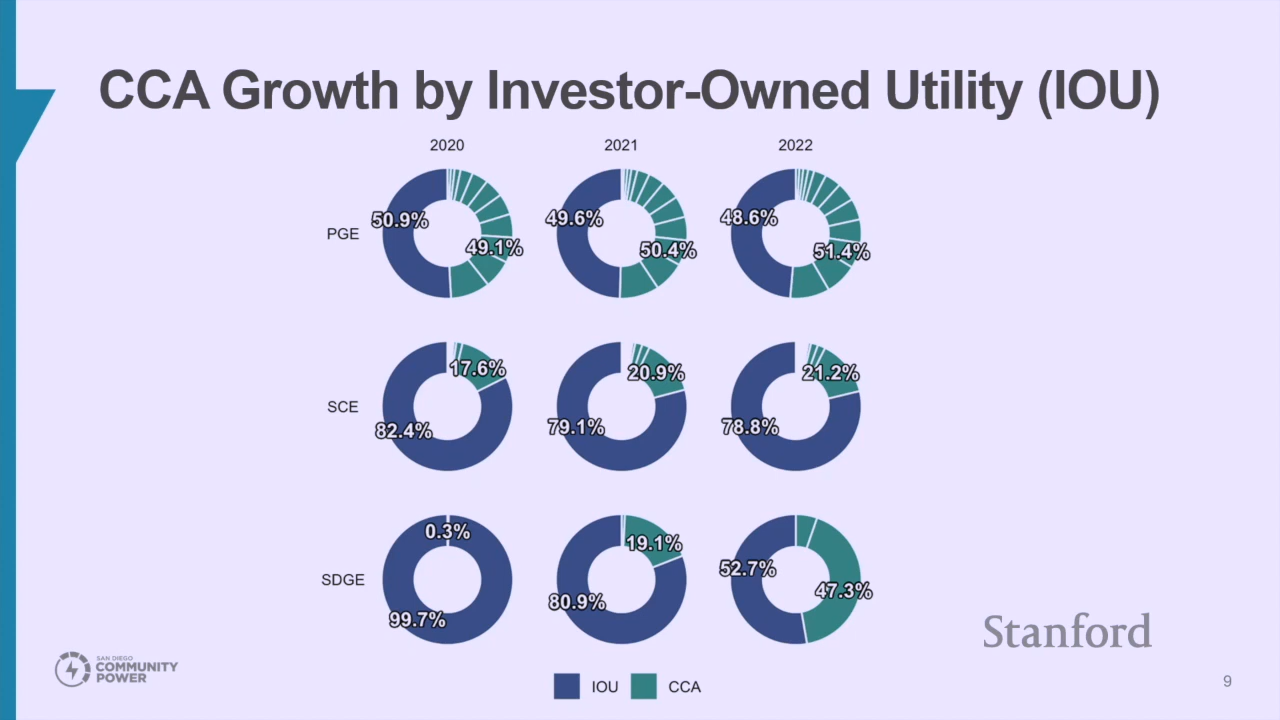 CCA Growth by Investor-Owned Utility (IOU)
2020 2021 2022
PGE
50.9% 49.1%
49.6% 50.4%
48.6% 51.4%
SCE
17.6% 82.4%
20.9% 79.1%
21.2% 78.8%
SDGE
0.3% 99.7%
19.1% 80.9%
52.7% 47.3%
Stanford
SAN DIEGO
COMMUNITY
POWER
IOU CCA
9